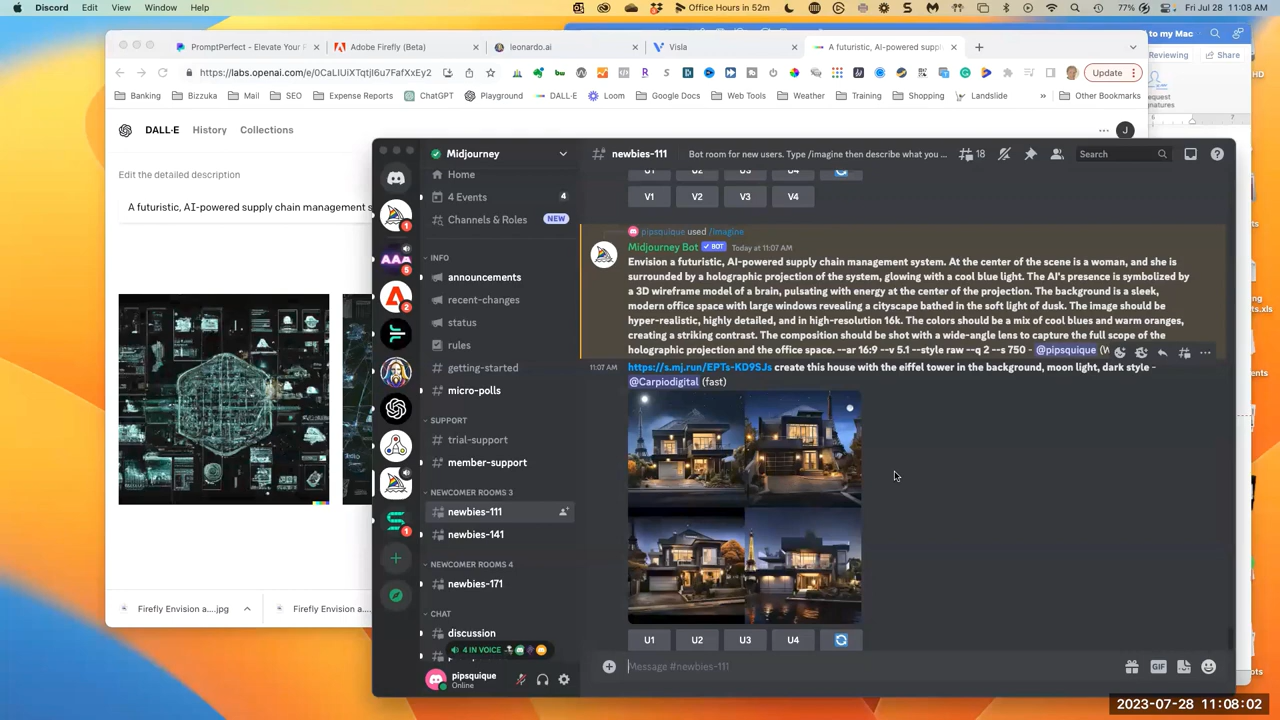 Discord Edit View Window Help
Office Hours in 52m
77%
Fri Jul 28 11:08 AM
to my Mac
Reviewing
Share
PromptPerfect - Elevate Your
Adobe Firefly (Beta)
leonardo.ai
Visla
A futuristic, AI-powered suppl
https://labs.openai.com/e/0CaLIUiXTqtjI6u7FafXxEy2
Update
Banking Bizzuka Mail SEO Expense Reports ChatGPT Playground DALL-E Loom Google Docs Web Tools Weather Training Shopping Landslide » Other Bookmarks
DALL·E History Collections
J
Edit the detailed description
A futuristic, AI-powered supply chain management s
Firefly Envision a....jpg
Firefly Envision a....
Midjourney
Home
4 Events 4
Channels & Roles NEW
INFO
announcements
recent-changes
status
rules
getting-started
micro-polls
SUPPORT
trial-support
member-support
NEWCOMER ROOMS 3
newbies-111
newbies-141
NEWCOMER ROOMS 4
newbies-171
CHAT
discussion
4 IN VOICE
pipsquique
Online
newbies-111 Bot room for new users. Type /imagine then describe what you ... 18 Search
U1 U2 U3 U4
V1 V2 V3 V4
pipsquique used /imagine
Midjourney Bot ✓ BOT Today at 11:07 AM
Envision a futuristic, AI-powered supply chain management system. At the center of the scene is a woman, and she is
surrounded by a holographic projection of the system, glowing with a cool blue light. The AI's presence is symbolized by
a 3D wireframe model of a brain, pulsating with energy at the center of the projection. The background is a sleek,
modern office space with large windows revealing a cityscape bathed in the soft light of dusk. The image should be
hyper-realistic, highly detailed, and in high-resolution 16k. The colors should be a mix of cool blues and warm oranges,
creating a striking contrast. The composition should be shot with a wide-angle lens to capture the full scope of the
holographic projection and the office space. --ar 16:9 --v 5.1 --style raw --q 2 --s 750 - @pipsquique
11:07 AM https://s.mj.run/EPTs-KD9SJs create this house with the eiffel tower in the background, moon light, dark style -
@Carpiodigital (fast)
U1 U2 U3 U4
Message #newbies-111
GIF
2023-07-28 11:08:02